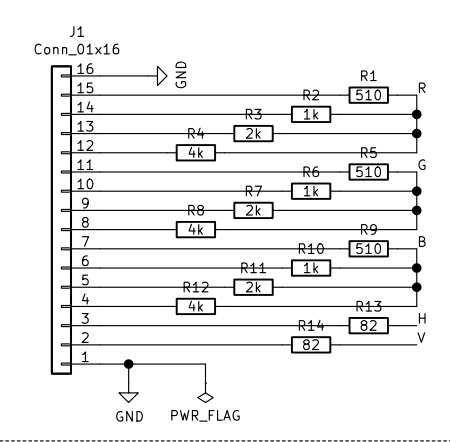 J1
Conn_01x16
16
GND
15
R1
510
R
14
R2
1k
13
R3
2k
12
R4
4k
11
R5
510
G
10
R6
1k
9
R7
2k
8
R8
4k
7
R9
510
B
6
R10
1k
5
R11
2k
4
R12
4k
3
R13
82
H
2
R14
82
V
1
GND
PWR_FLAG